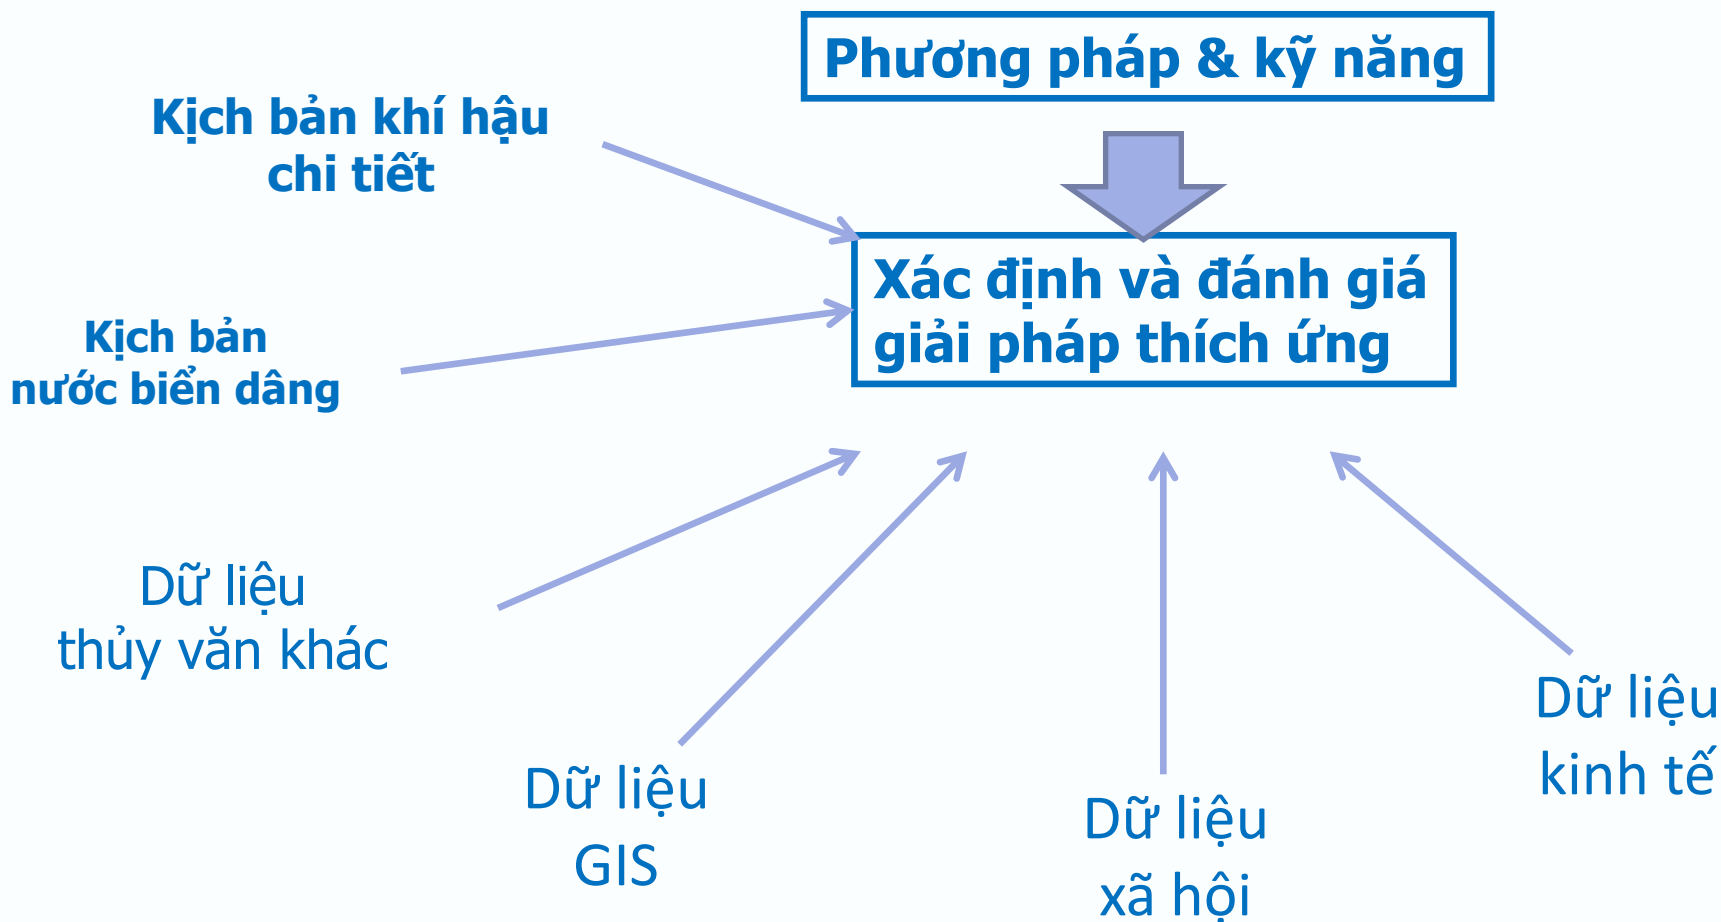 Phương pháp & kỹ năng
Kịch bản khí hậu
chi tiết
Xác định và đánh giá
giải pháp thích ứng
Kịch bản
nước biển dâng
Dữ liệu
thủy văn khác
Dữ liệu
GIS
Dữ liệu
xã hội
Dữ liệu
kinh tế